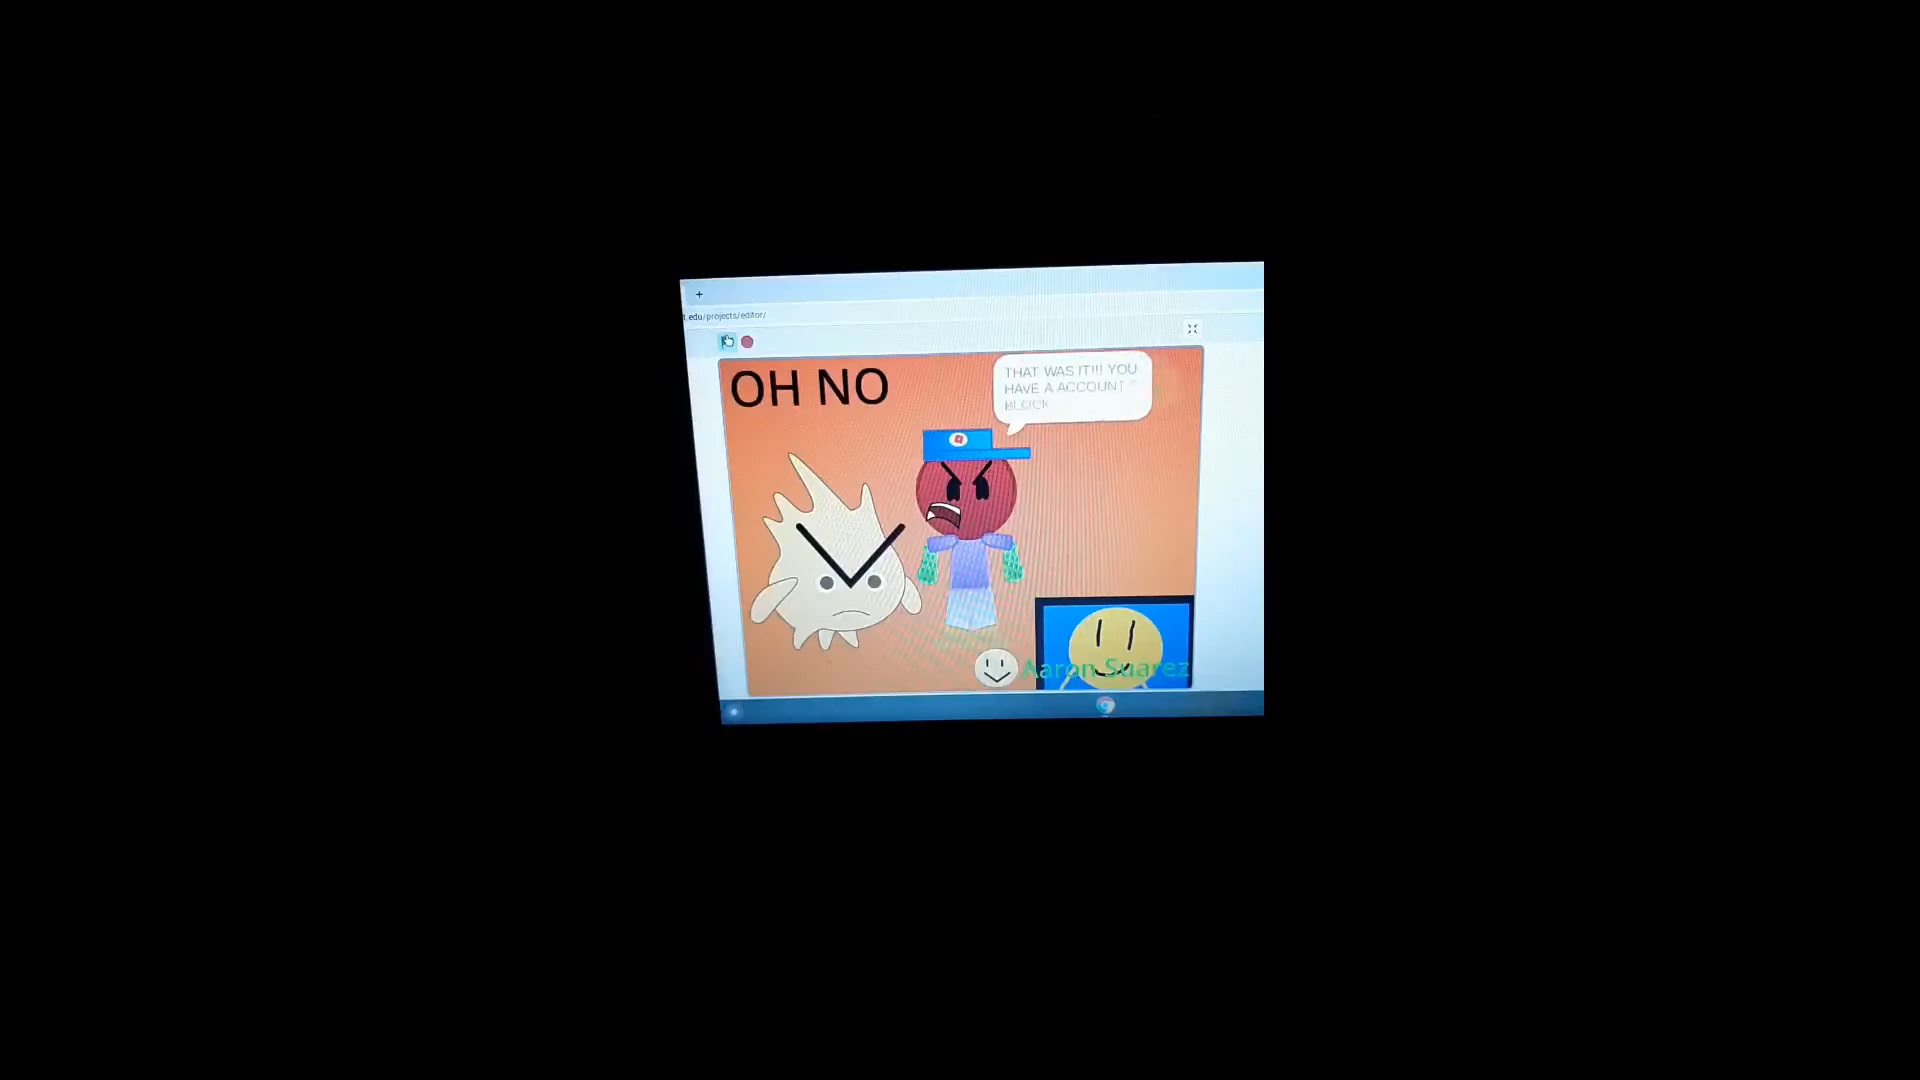 +
t.edu/projects/editor/
OH NO
THAT WAS IT!!! YOU
HAVE A ACCOUNT
BLOCK
Aaron Suarez